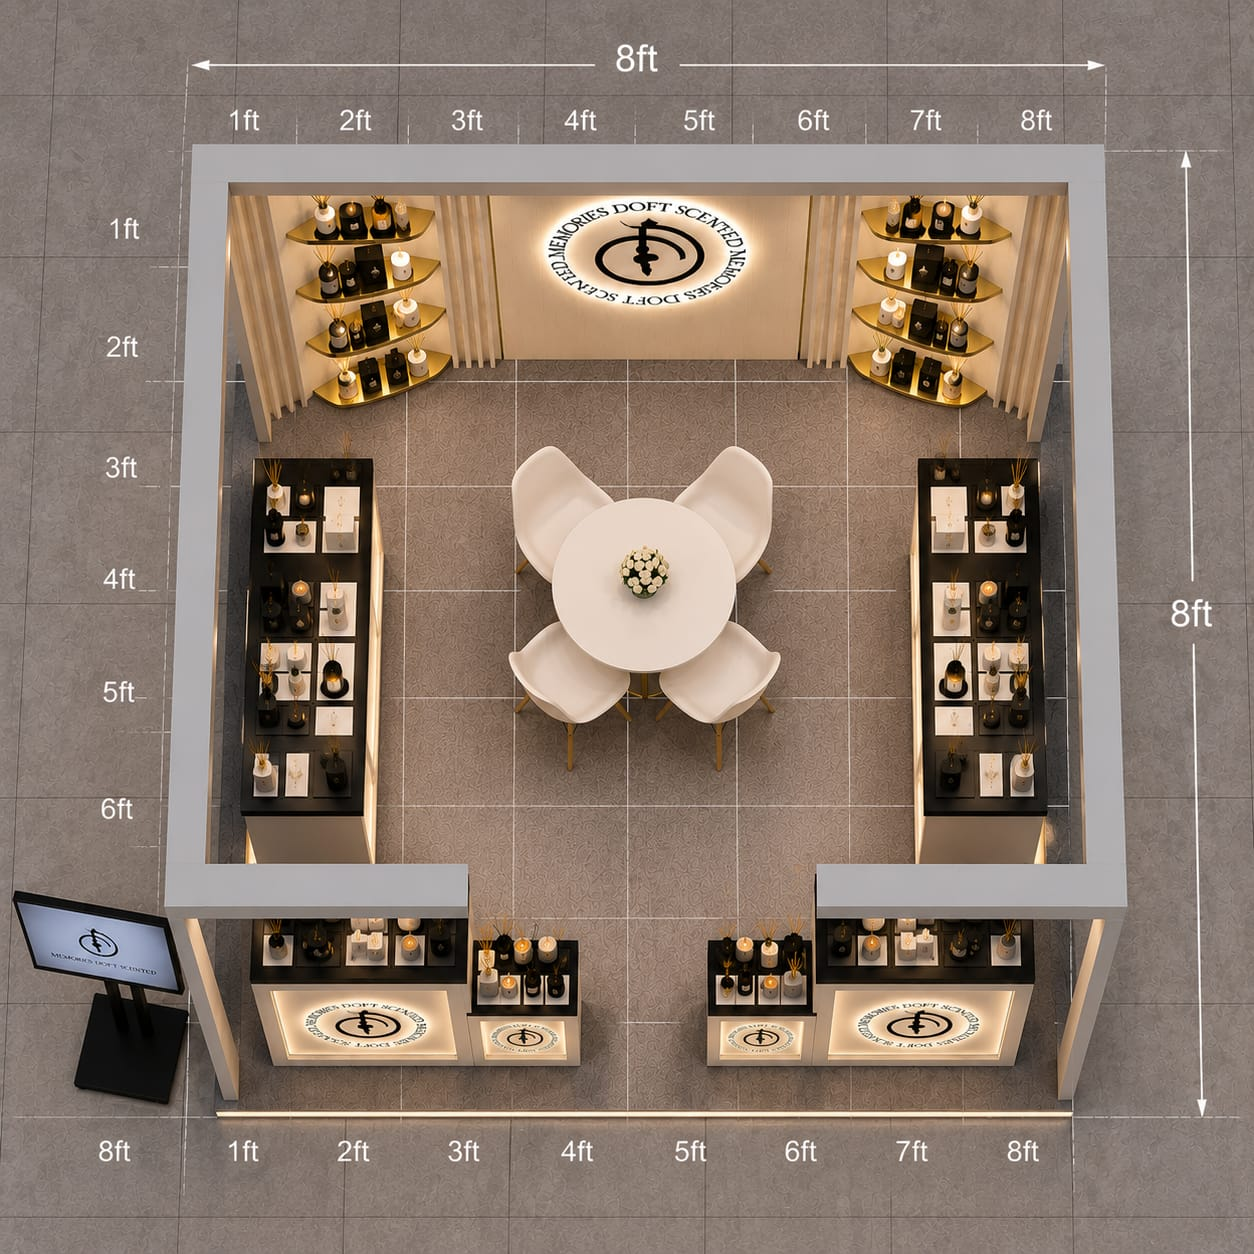 8ft
1ft 2ft 3ft 4ft 5ft 6ft 7ft 8ft
MEMORIES DOFT SCENTED MEMORIES DOFT SCENTED
1ft
2ft
3ft
4ft
5ft
6ft
8ft
MEMORIES DOFT SCENTED
8ft 1ft 2ft 3ft 4ft 5ft 6ft 7ft 8ft